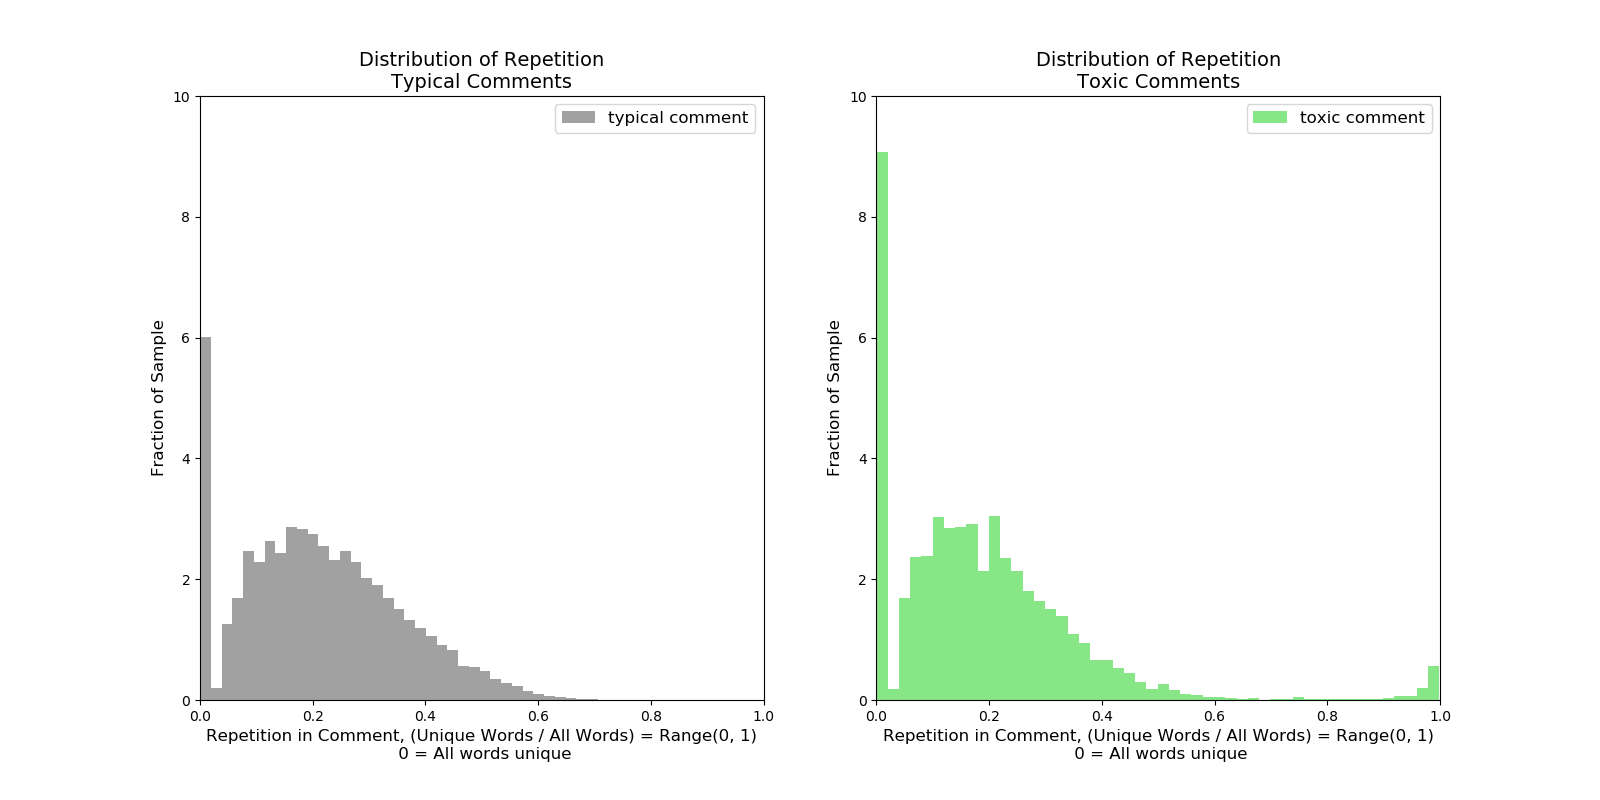 Distribution of Repetition
Typical Comments
typical comment
10
8
6
4
2
0
Fraction of Sample
0.0 0.2 0.4 0.6 0.8 1.0
Repetition in Comment, (Unique Words / All Words) = Range(0, 1)
0 = All words unique
Distribution of Repetition
Toxic Comments
toxic comment
10
8
6
4
2
0
Fraction of Sample
0.0 0.2 0.4 0.6 0.8 1.0
Repetition in Comment, (Unique Words / All Words) = Range(0, 1)
0 = All words unique